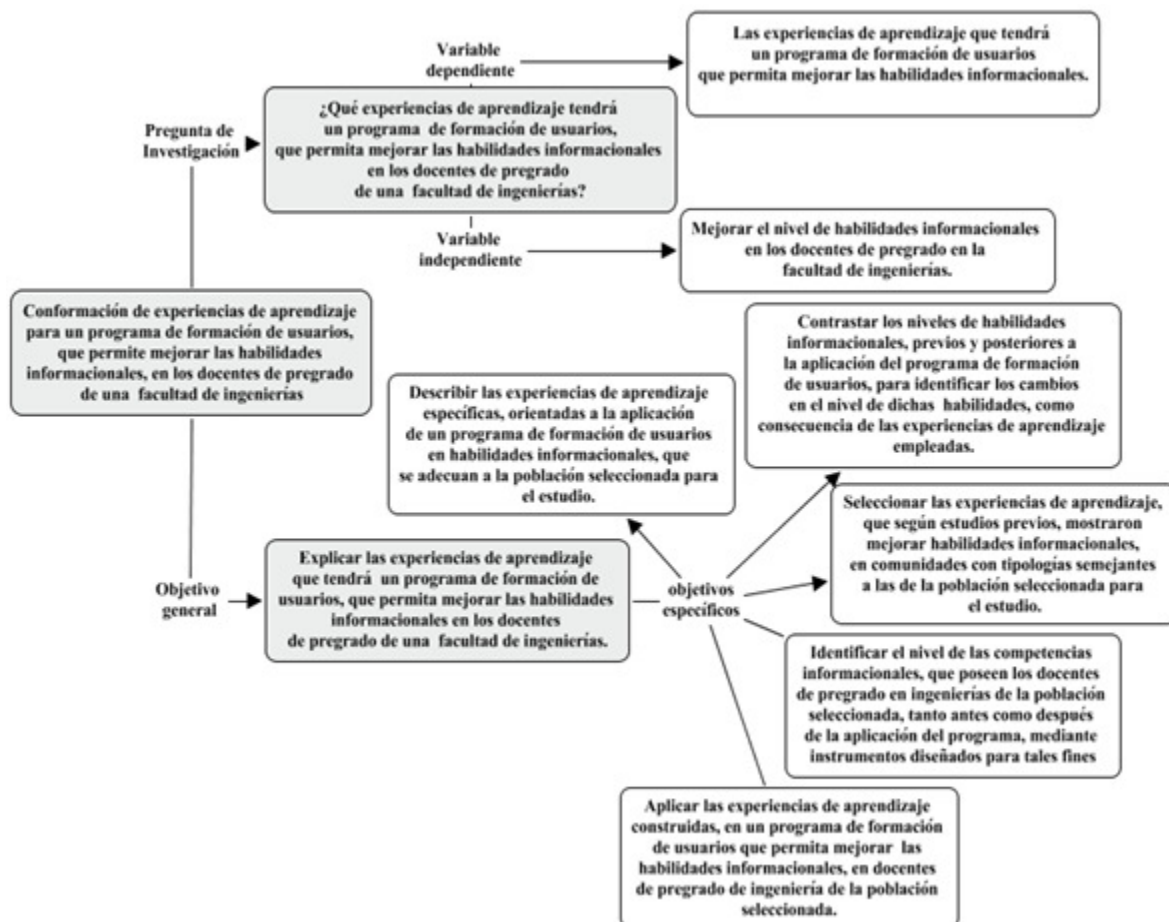 Variable
dependiente
Las experiencias de aprendizaje que tendrá
un programa de formación de usuarios
que permita mejorar las habilidades informacionales.
Pregunta de
Investigación
¿Qué experiencias de aprendizaje tendrá
un programa de formación de usuarios,
que permita mejorar las habilidades informacionales
en los docentes de pregrado
de una facultad de ingenierías?
Variable
independiente
Mejorar el nivel de habilidades informacionales
en los docentes de pregrado en la
facultad de ingenierías.
Conformación de experiencias de aprendizaje
para un programa de formación de usuarios,
que permite mejorar las habilidades
informacionales, en los docentes de pregrado
de una facultad de ingenierías
Contrastar los niveles de habilidades
informacionales, previos y posteriores a
la aplicación del programa de formación
de usuarios, para identificar los cambios
en el nivel de dichas habilidades, como
consecuencia de las experiencias de aprendizaje
empleadas.
Describir las experiencias de aprendizaje
específicas, orientadas a la aplicación
de un programa de formación de usuarios
en habilidades informacionales, que
se adecuan a la población seleccionada para
el estudio.
Seleccionar las experiencias de aprendizaje,
que según estudios previos, mostraron
mejorar habilidades informacionales,
en comunidades con tipologías semejantes
a las de la población seleccionada para
el estudio.
Objetivo
general
Explicar las experiencias de aprendizaje
que tendrá un programa de formación de
usuarios, que permita mejorar las habilidades
informacionales en los docentes
de pregrado de una facultad de ingenierías.
objetivos
específicos
Identificar el nivel de las competencias
informacionales, que poseen los docentes
de pregrado en ingenierías de la población
seleccionada, tanto antes como después
de la aplicación del programa, mediante
instrumentos diseñados para tales fines
Aplicar las experiencias de aprendizaje
construidas, en un programa de formación
de usuarios que permita mejorar las
habilidades informacionales, en docentes
de pregrado de ingeniería de la población
seleccionada.